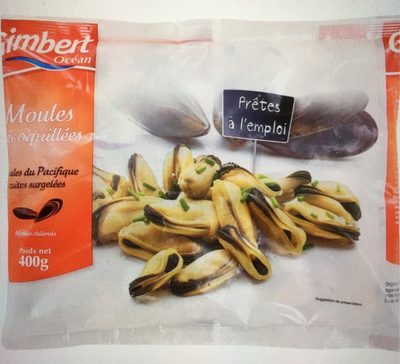 Gimbert
Océan
Moules
écoquillées
ules du Pacifique
cuites surgelées
Mytilus chilensis
Poids net
400g
Prêtes
à l'emploi
Suggestion de présentation